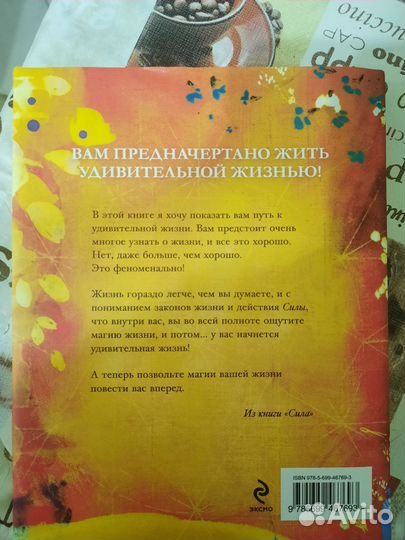 ccino
CAP
ВАМ ПРЕДНАЧЕРТАНО ЖИТЬ
УДИВИТЕЛЬНОЙ ЖИЗНЬЮ!
В этой книге я хочу показать вам путь к
удивительной жизни. Вам предстоит очень
многое узнать о жизни, и все это хорошо.
Нет, даже больше, чем хорошо.
Это феноменально!
Жизнь гораздо легче, чем вы думаете, и с
пониманием законов жизни и действия Силы,
что внутри вас, вы во всей полноте ощутите
магию жизни, и потом... у вас начнется
удивительная жизнь!
А теперь позвольте магии вашей жизни
повести вас вперед.
Из книги «Сила»
ISBN 978-5-699-46769-3
ЭКСМО
Avito